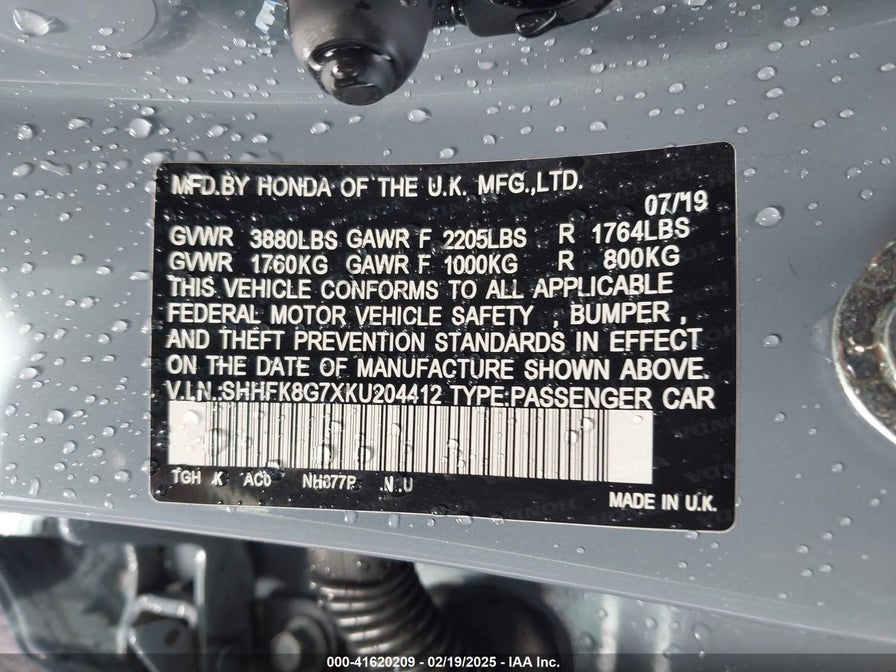 MFD.BY HONDA OF THE U.K. MFG.,LTD.
07/19
GVWR 3880LBS GAWR F 2205LBS R 1764LBS
GVWR 1760KG GAWR F 1000KG R 800KG
THIS VEHICLE CONFORMS TO ALL APPLICABLE
FEDERAL MOTOR VEHICLE SAFETY , BUMPER ,
AND THEFT PREVENTION STANDARDS IN EFFECT
ON THE DATE OF MANUFACTURE SHOWN ABOVE.
V.I.N.:SHHFK8G7XKU204412 TYPE:PASSENGER CAR
TGH K AC0 NH877P N U
MADE IN U.K.
000-41620209 - 02/19/2025 - IAA Inc.